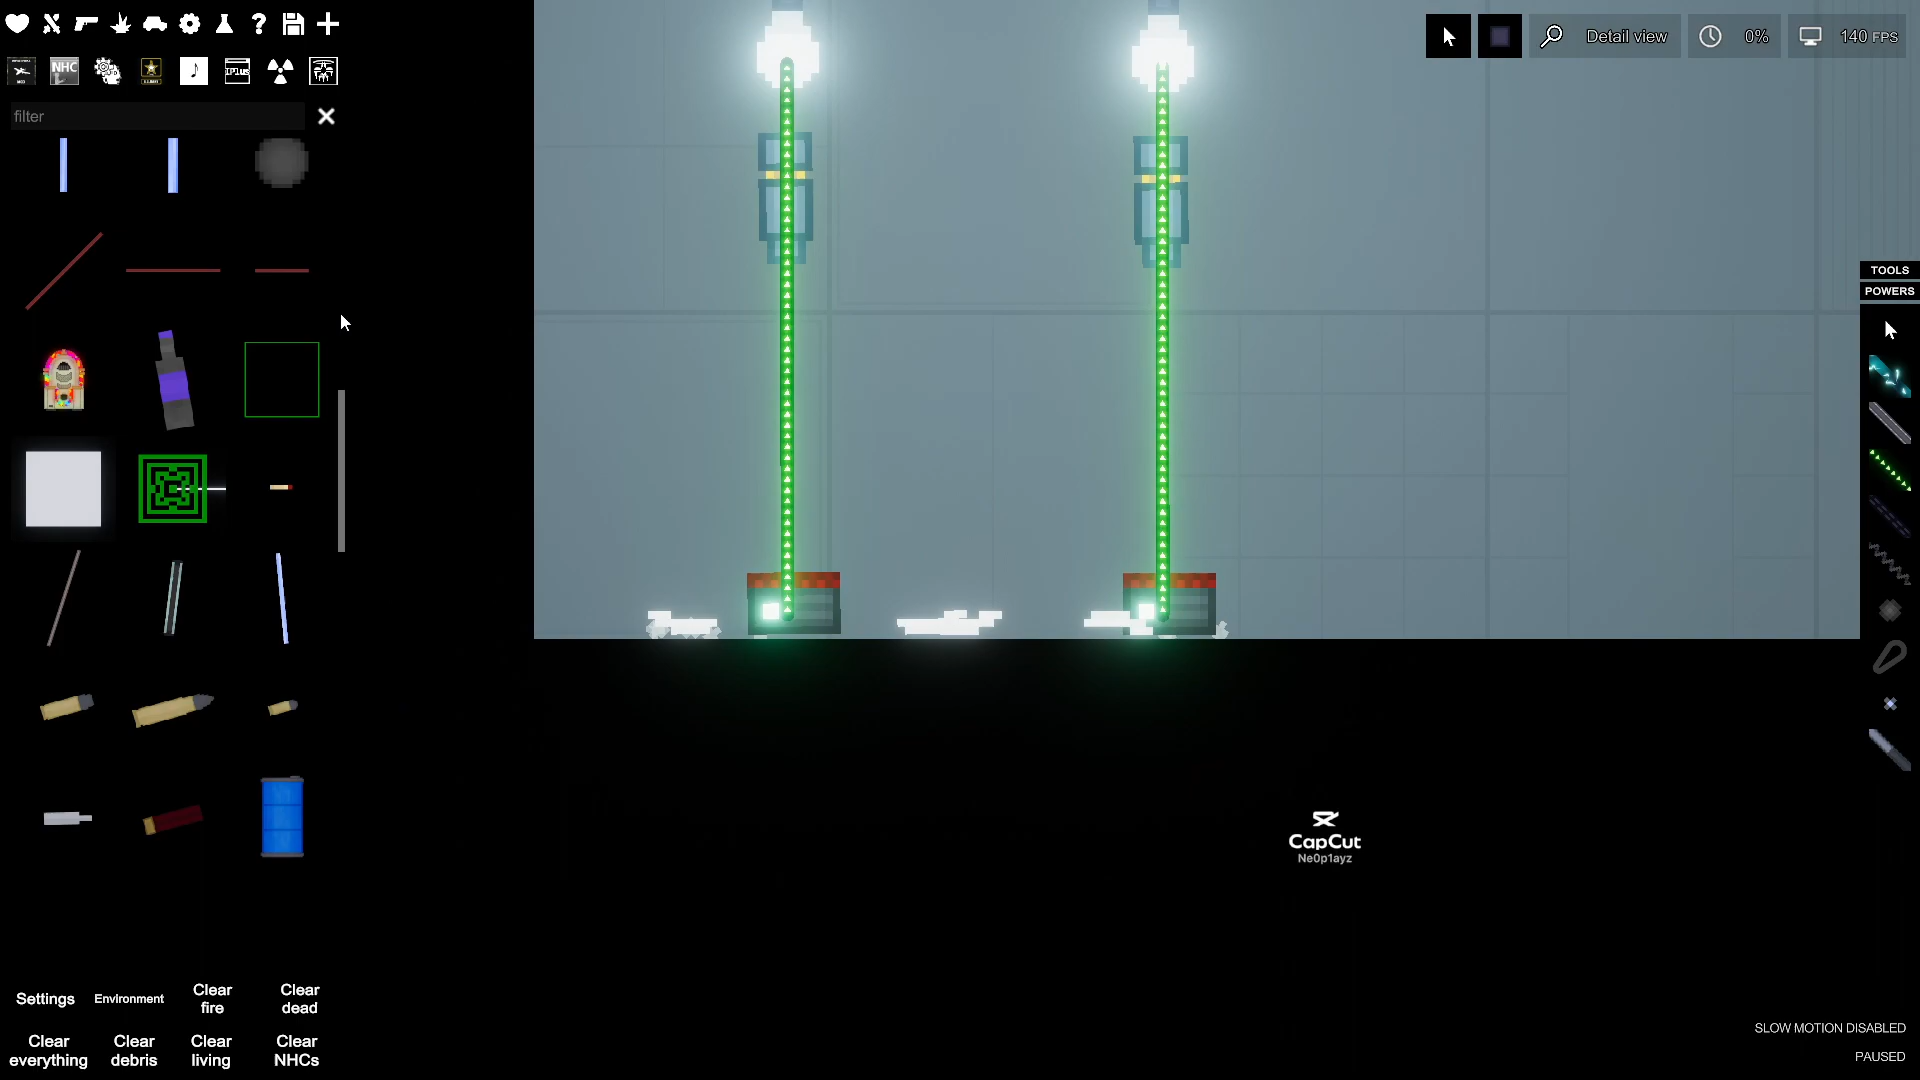 Detail view
0%
140 FPS
NHC
filter
TOOLS
POWERS
CapCut
Ne0p1ayz
Settings
Environment
Clear
fire
Clear
dead
Clear
everything
Clear
debris
Clear
living
Clear
NHCs
SLOW MOTION DISABLED
PAUSED